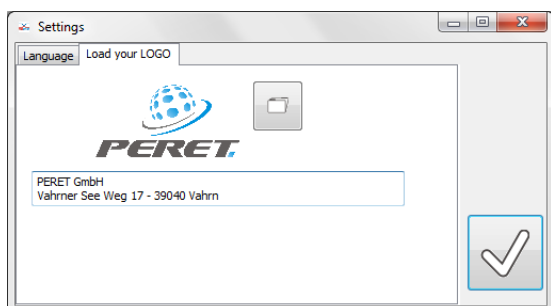 Settings
Language
Load your LOGO
PERET.
PERET GmbH
Vahrner See Weg 17 - 39040 Vahrn